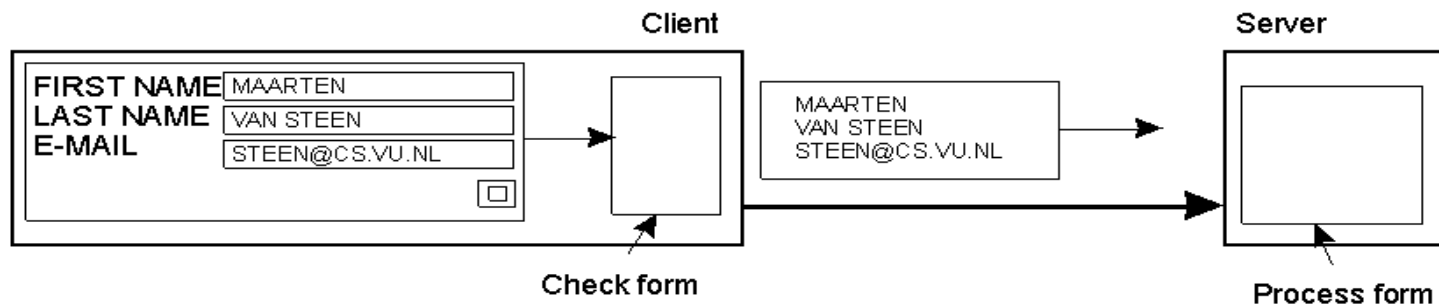 Client
Server
FIRST NAME MAARTEN
LAST NAME VAN STEEN
E-MAIL STEEN@CS.VU.NL
MAARTEN
VAN STEEN
STEEN@CS.VU.NL
Check form
Process form